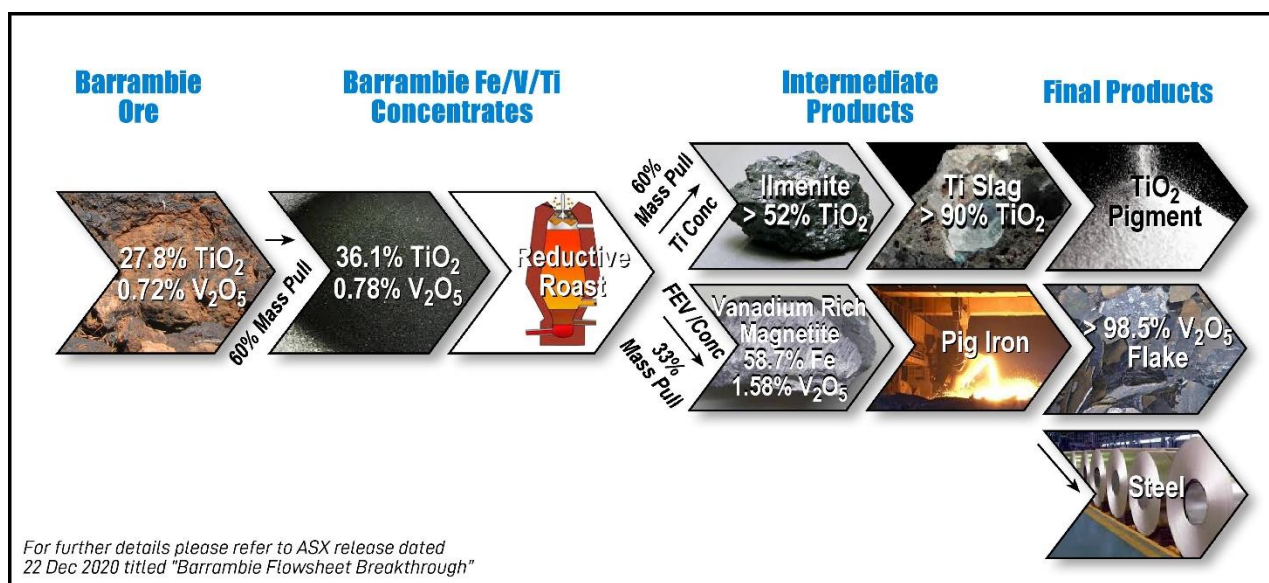 Barrambie
Ore
Barrambie Fe/V/Ti
Concentrates
Intermediate
Products
Final Products
27.8% TiO₂
0.72% V₂O₅
60% Mass Pull
36.1% TiO₂
0.78% V₂O₅
Reductive
Roast
60%
Mass Pull
Ti Conc
Ilmenite
> 52% TiO₂
Ti Slag
> 90% TiO₂
TiO₂
Pigment
FEV/Conc
33%
Mass Pull
Vanadium Rich
Magnetite
58.7% Fe
1.58% V₂O₅
Pig Iron
> 98.5% V₂O₅
Flake
Steel
For further details please refer to ASX release dated
22 Dec 2020 titled "Barrambie Flowsheet Breakthrough"